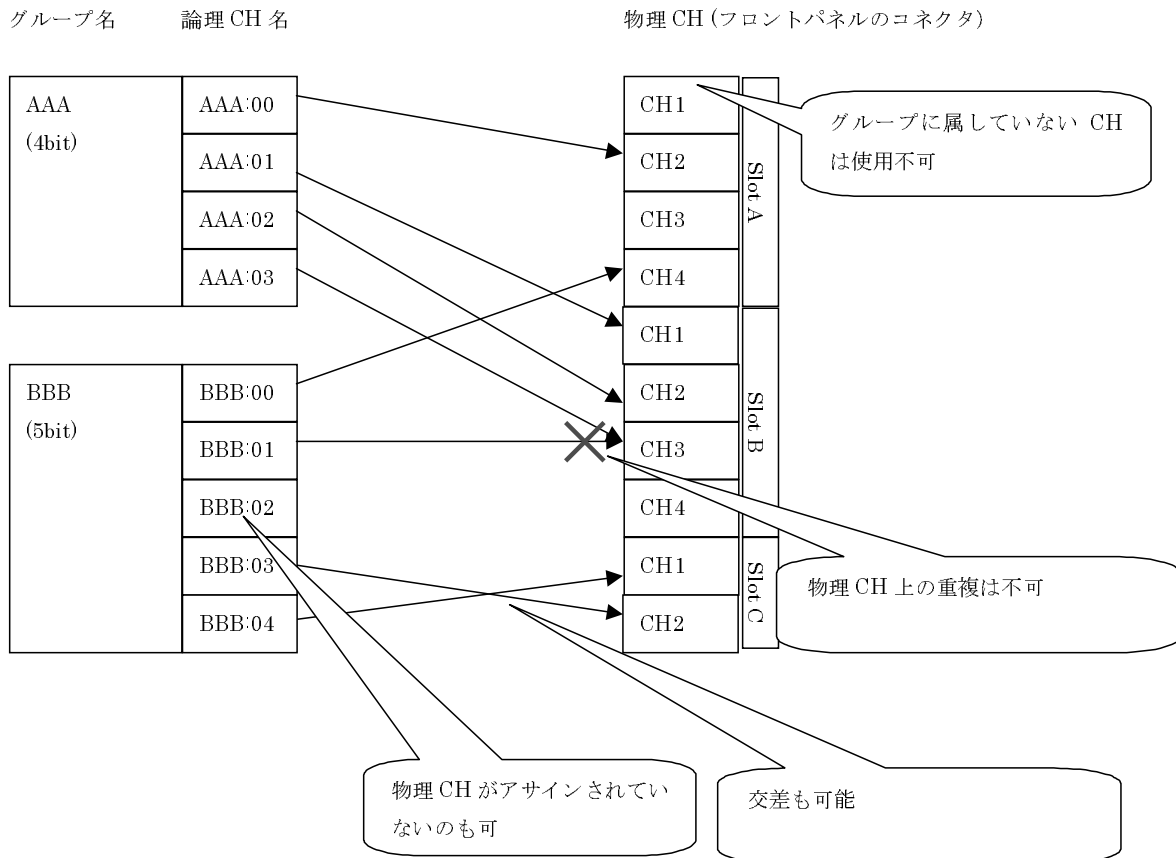 グループ名 論理 CH 名 物理 CH (フロントパネルのコネクタ)
AAA
(4bit)
AAA:00
AAA:01
AAA:02
AAA:03
BBB
(5bit)
BBB:00
BBB:01
BBB:02
BBB:03
BBB:04
CH1
CH2
CH3
CH4
Slot A
CH1
CH2
CH3
CH4
Slot B
CH1
CH2
Slot C
グループに属していない CH
は使用不可
物理 CH 上の重複は不可
物理 CH がアサインされてい
ないのも可
交差も可能